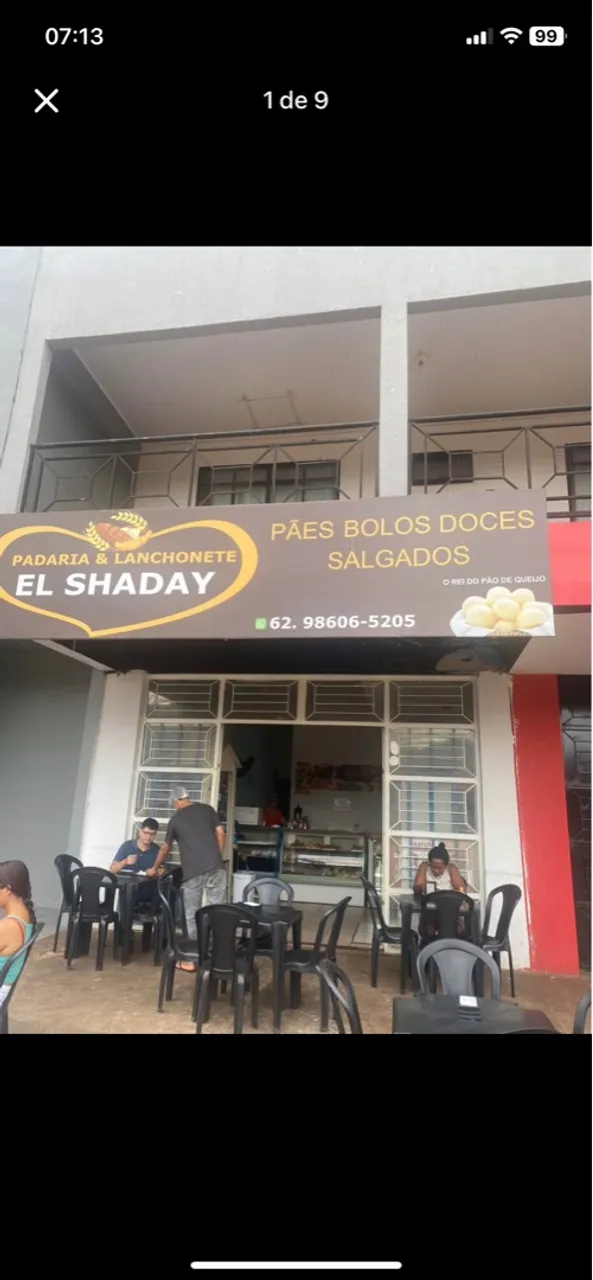 07:13
99
1 de 9
PADARIA & LANCHONETE
EL SHADAY
PÃES BOLOS DOCES
SALGADOS
O REI DO PÃO DE QUEIJO
62. 98606-5205